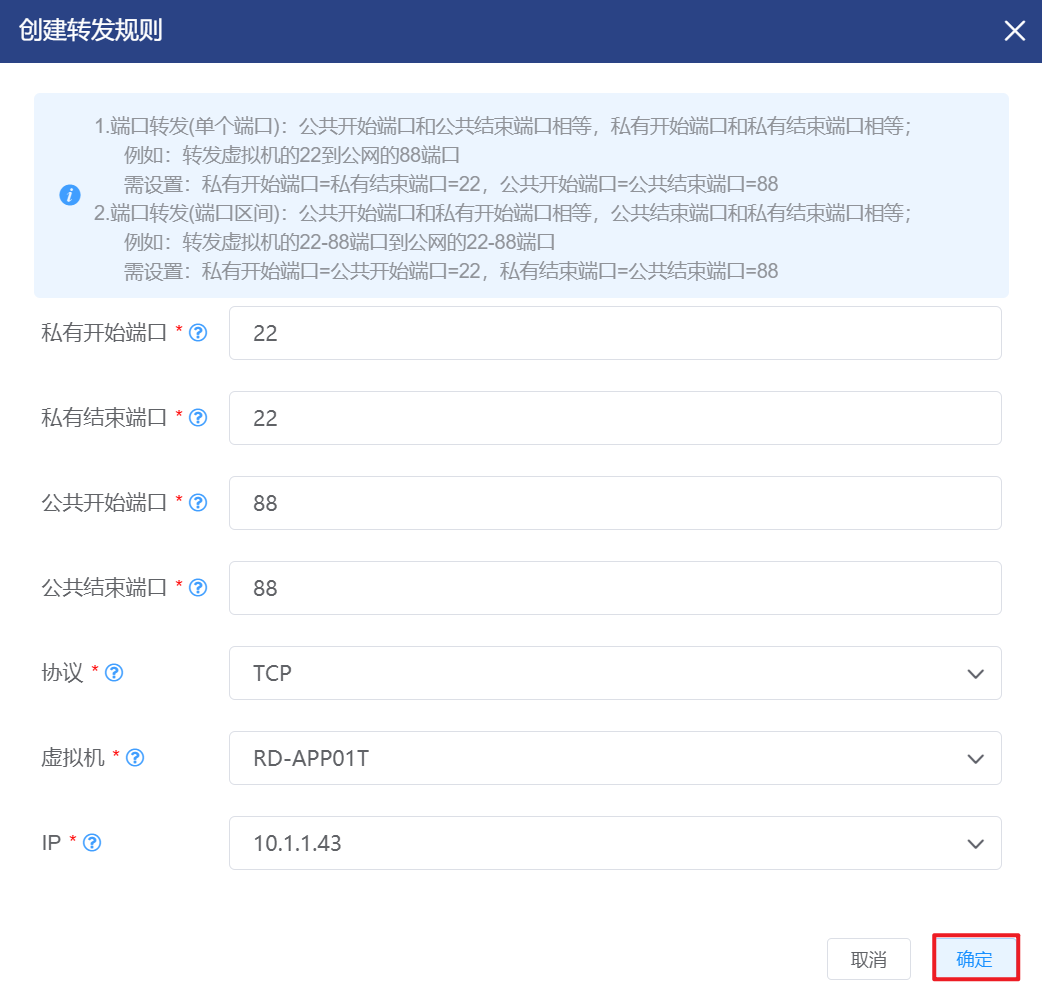 创建转发规则
1.端口转发(单个端口)：公共开始端口和公共结束端口相等，私有开始端口和私有结束端口相等；
例如：转发虚拟机的22到公网的88端口
需设置：私有开始端口=私有结束端口=22，公共开始端口=公共结束端口=88
2.端口转发(端口区间)：公共开始端口和私有开始端口相等，公共结束端口和私有结束端口相等；
例如：转发虚拟机的22-88端口到公网的22-88端口
需设置：私有开始端口=公共开始端口=22，私有结束端口=公共结束端口=88
私有开始端口 * 22
私有结束端口 * 22
公共开始端口 * 88
公共结束端口 * 88
协议 * TCP
虚拟机 * RD-APP01T
IP * 10.1.1.43
取消 确定